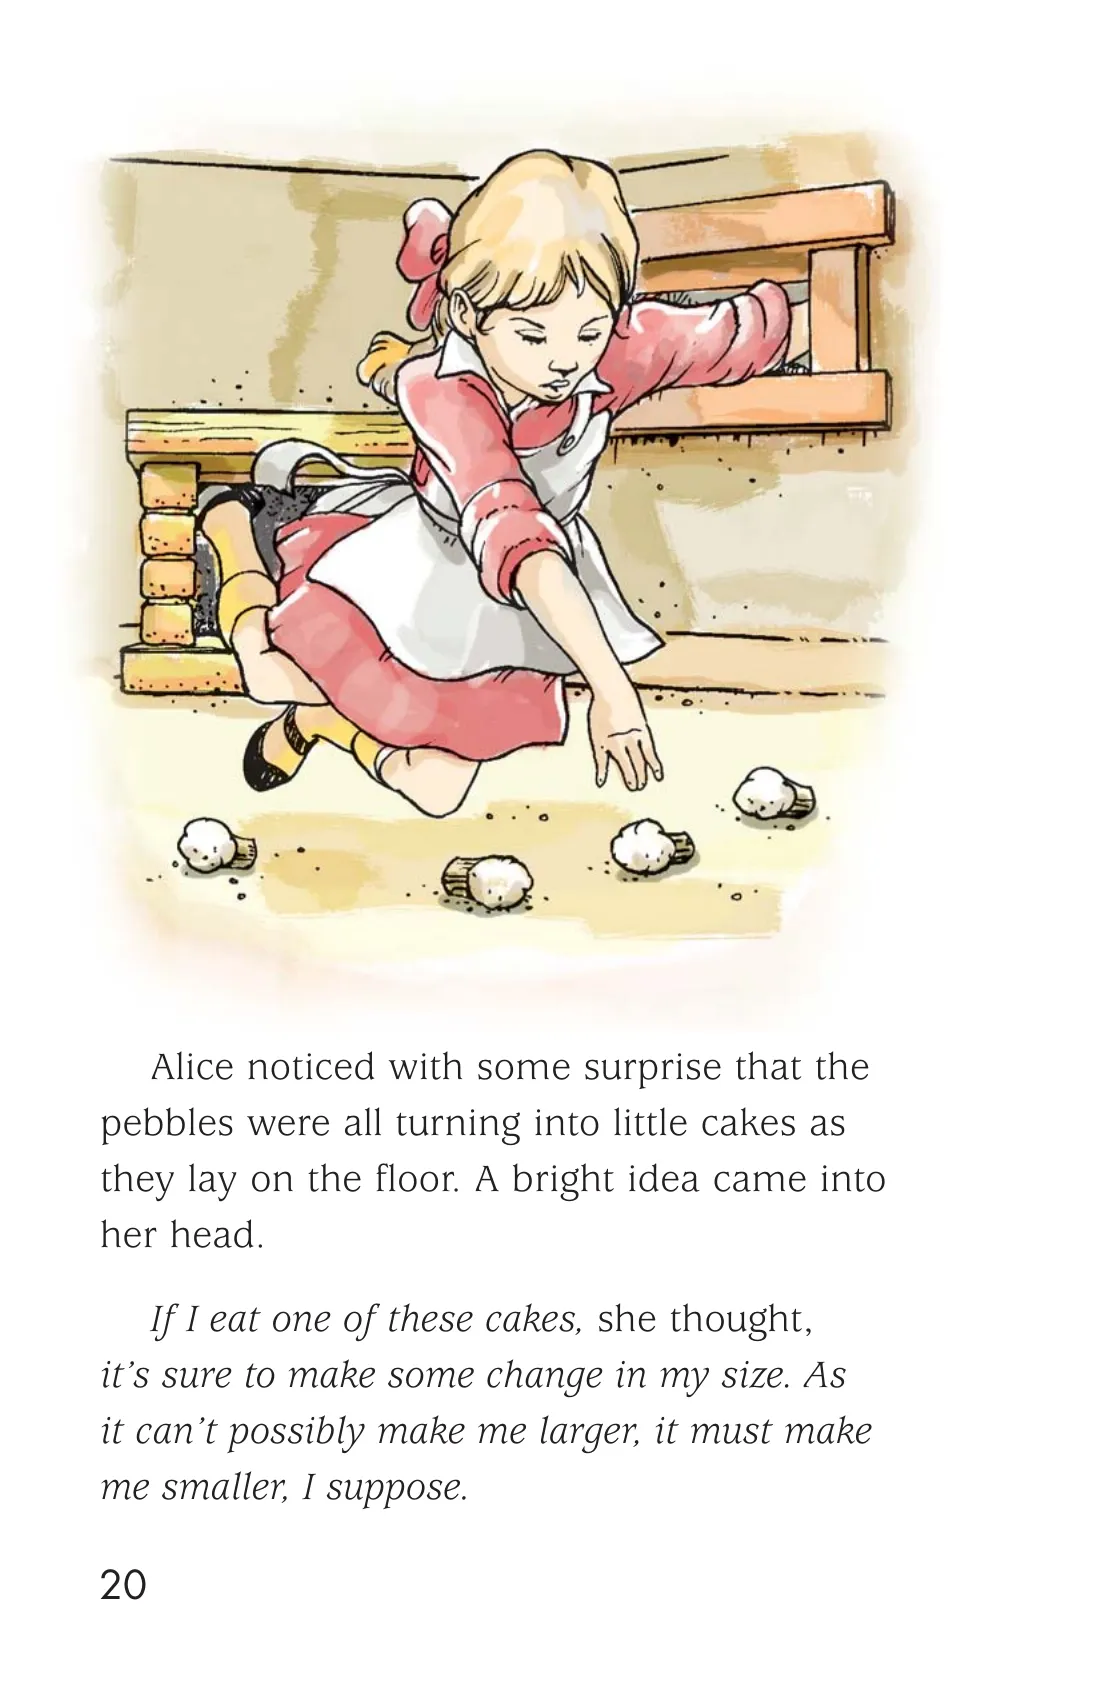 Alice noticed with some surprise that the
pebbles were all turning into little cakes as
they lay on the floor. A bright idea came into
her head.
If I eat one of these cakes, she thought,
it’s sure to make some change in my size. As
it can’t possibly make me larger, it must make
me smaller, I suppose.
20